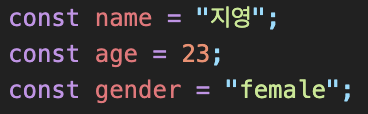 const name = "지영";
const age = 23;
const gender = "female";